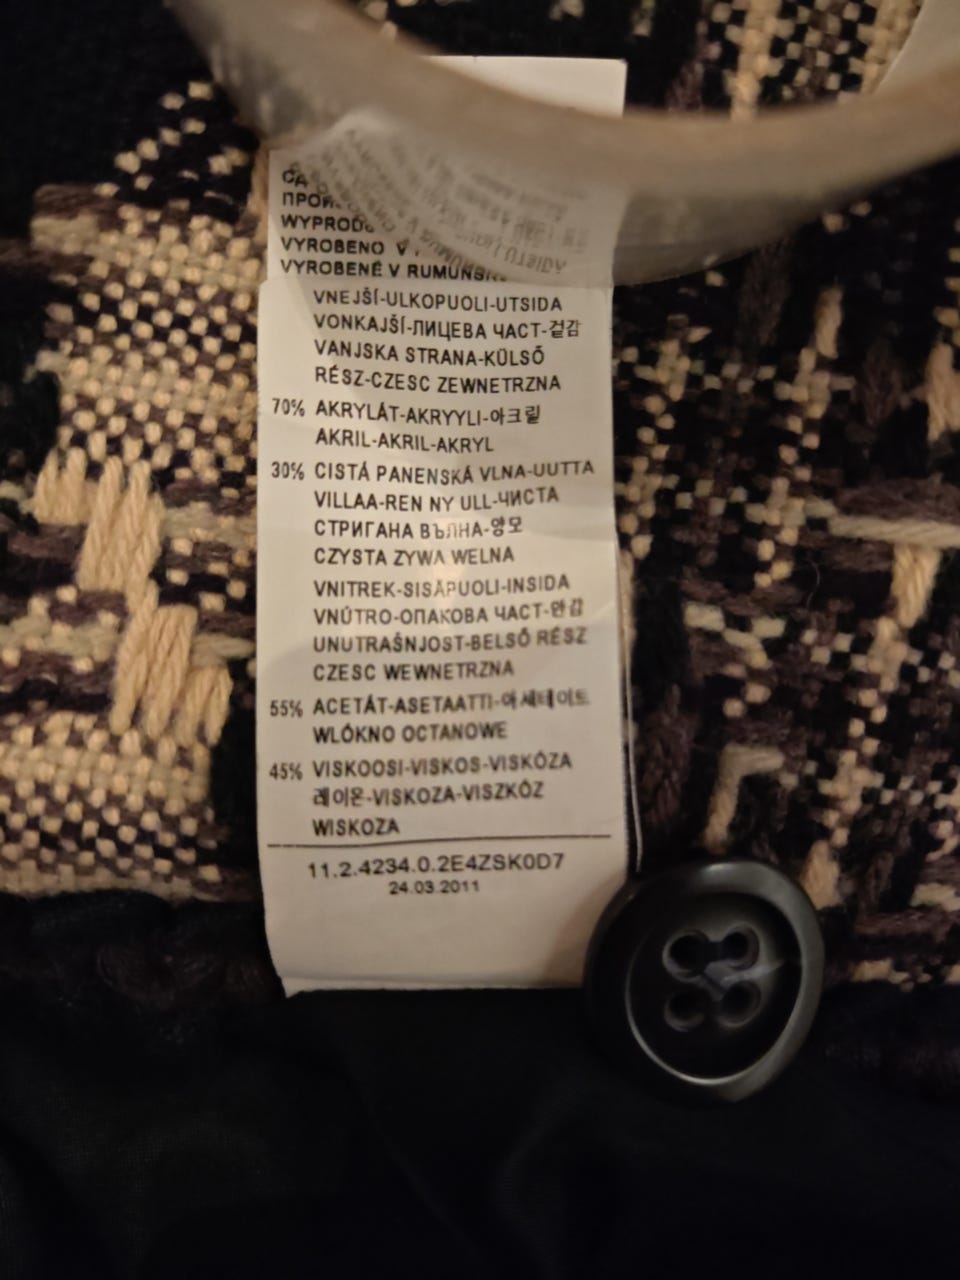 VYROBENO V
VYROBENÉ V
VNEJŠÍ-ULKOPUOLI-UTSIDA
VONKAJŠÍ-ЛИЦЕВА ЧАСТ-겉감
VANJSKA STRANA-KÜLSŐ
RÉSZ-CZESC ZEWNETRZNA
70% AKRYLÁT-AKRYYLI-아크릴
AKRIL-AKRIL-AKRYL
30% CISTÁ PANENSKÁ VLNA-UUTTA
VILLAA-REN NY ULL-ЧИСТА
СТРИГАНА ВЪЛНА-양모
CZYSTA ZYWA WELNA
VNITREK-SISÄPUOLI-INSIDA
VNÚTRO-ОПАКОВА ЧАСТ-안감
UNUTRAŠNJOST-BELSŐ RÉSZ
CZESC WEWNETRZNA
55% ACETÁT-ASETAATTI-아세테이트
WLÓKNO OCTANOWE
45% VISKOOSI-VISKOS-VISKÓZA
레이온-VISKOZA-VISZKÓZ
WISKOZA
11.2.4234.0.2E4ZSK0D7
24.03.2011